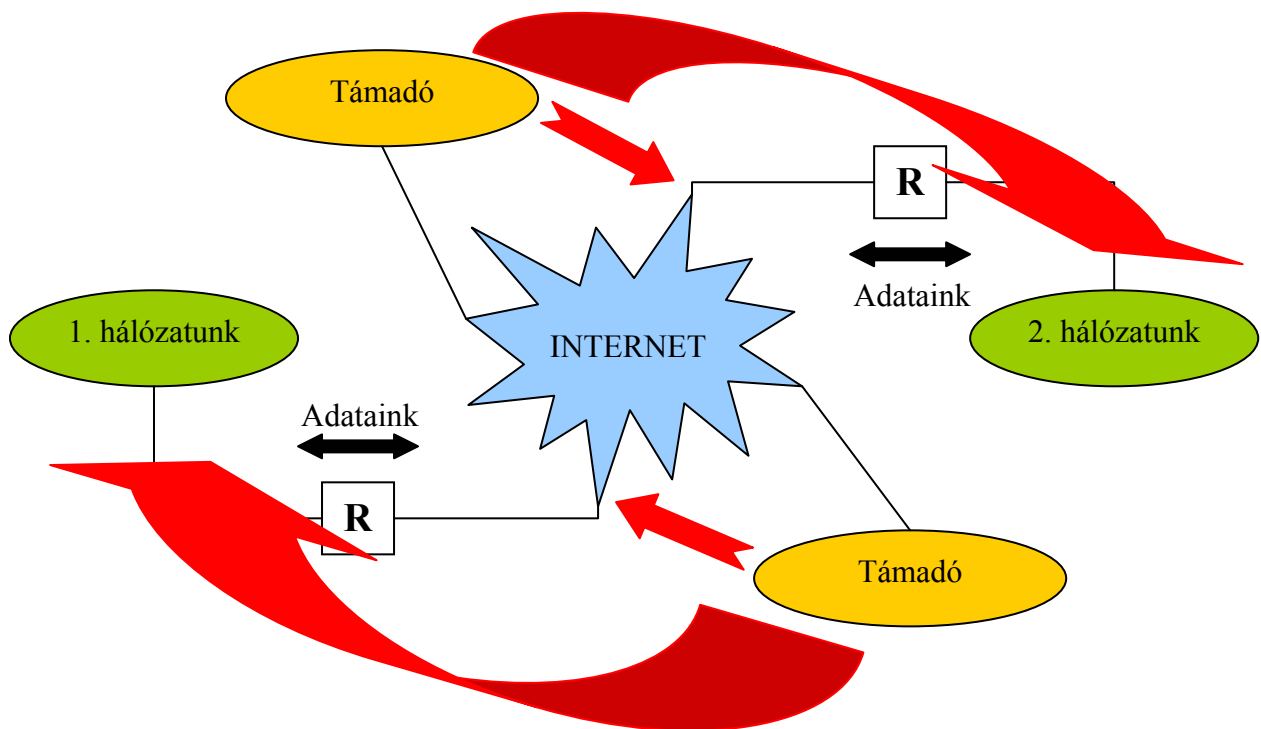 Támadó
R
Adataink
1. hálózatunk
INTERNET
2. hálózatunk
Adataink
R
Támadó